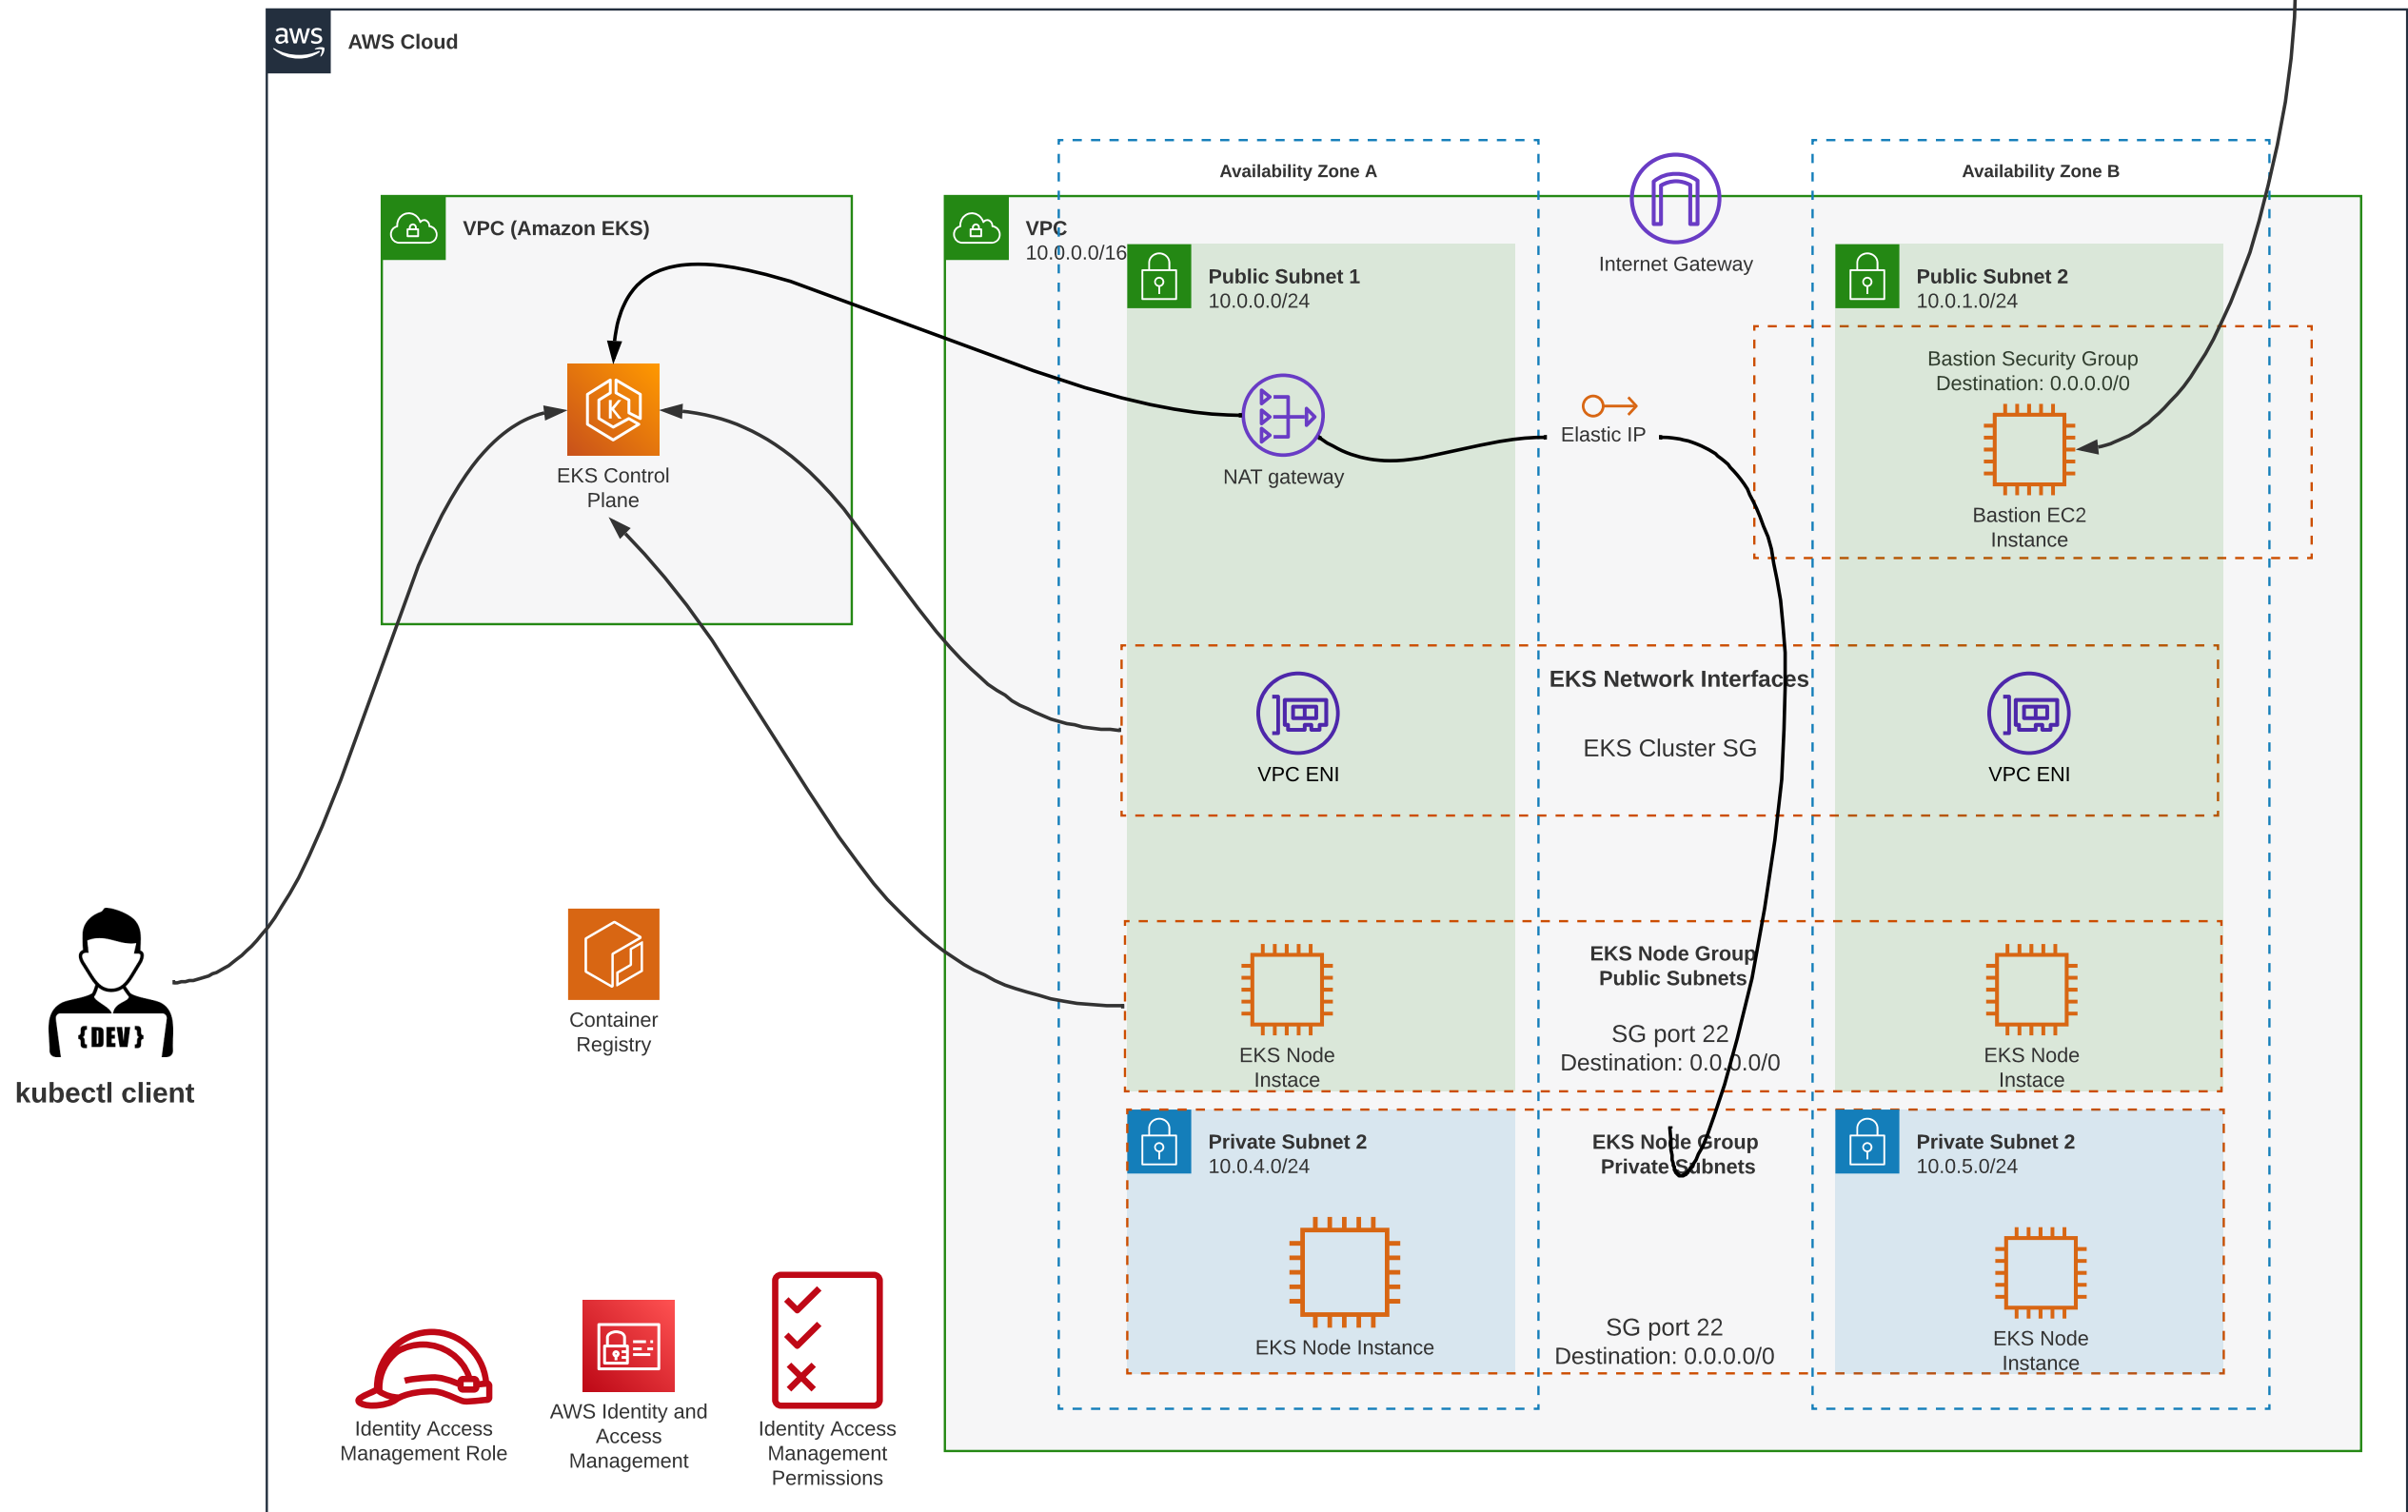 aws
AWS Cloud
Availability Zone A
Availability Zone B
VPC (Amazon EKS)
VPC
10.0.0.0/16
Internet Gateway
Public Subnet 1
10.0.0.0/24
Public Subnet 2
10.0.1.0/24
Bastion Security Group
Destination: 0.0.0.0/0
K
EKS Control
Plane
NAT gateway
Elastic IP
Bastion EC2
Instance
EKS Network Interfaces
EKS Cluster SG
VPC ENI
VPC ENI
{DEV}
kubectl client
Container
Registry
EKS Node Group
Public Subnets
SG port 22
Destination: 0.0.0.0/0
EKS Node
Instace
EKS Node
Instace
Private Subnet 2
10.0.4.0/24
EKS Node Group
Private Subnets
Private Subnet 2
10.0.5.0/24
SG port 22
Destination: 0.0.0.0/0
EKS Node Instance
EKS Node
Instance
Identity Access
Management Role
AWS Identity and
Access
Management
Identity Access
Management
Permissions